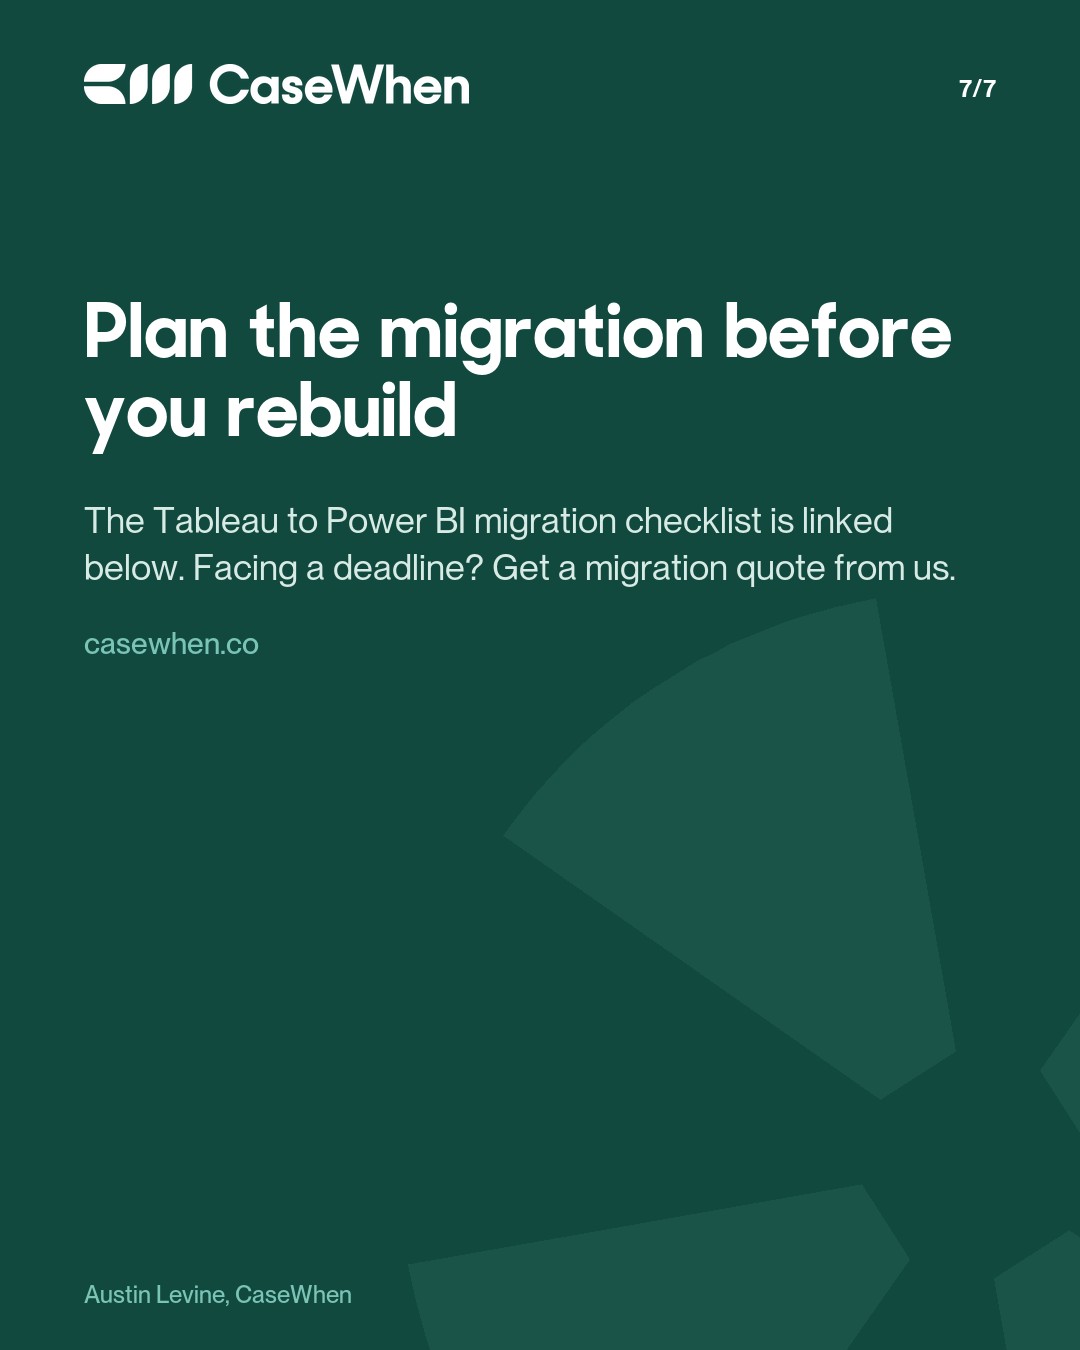 CaseWhen
7/7
Plan the migration before
you rebuild
The Tableau to Power BI migration checklist is linked
below. Facing a deadline? Get a migration quote from us.
casewhen.co
Austin Levine, CaseWhen